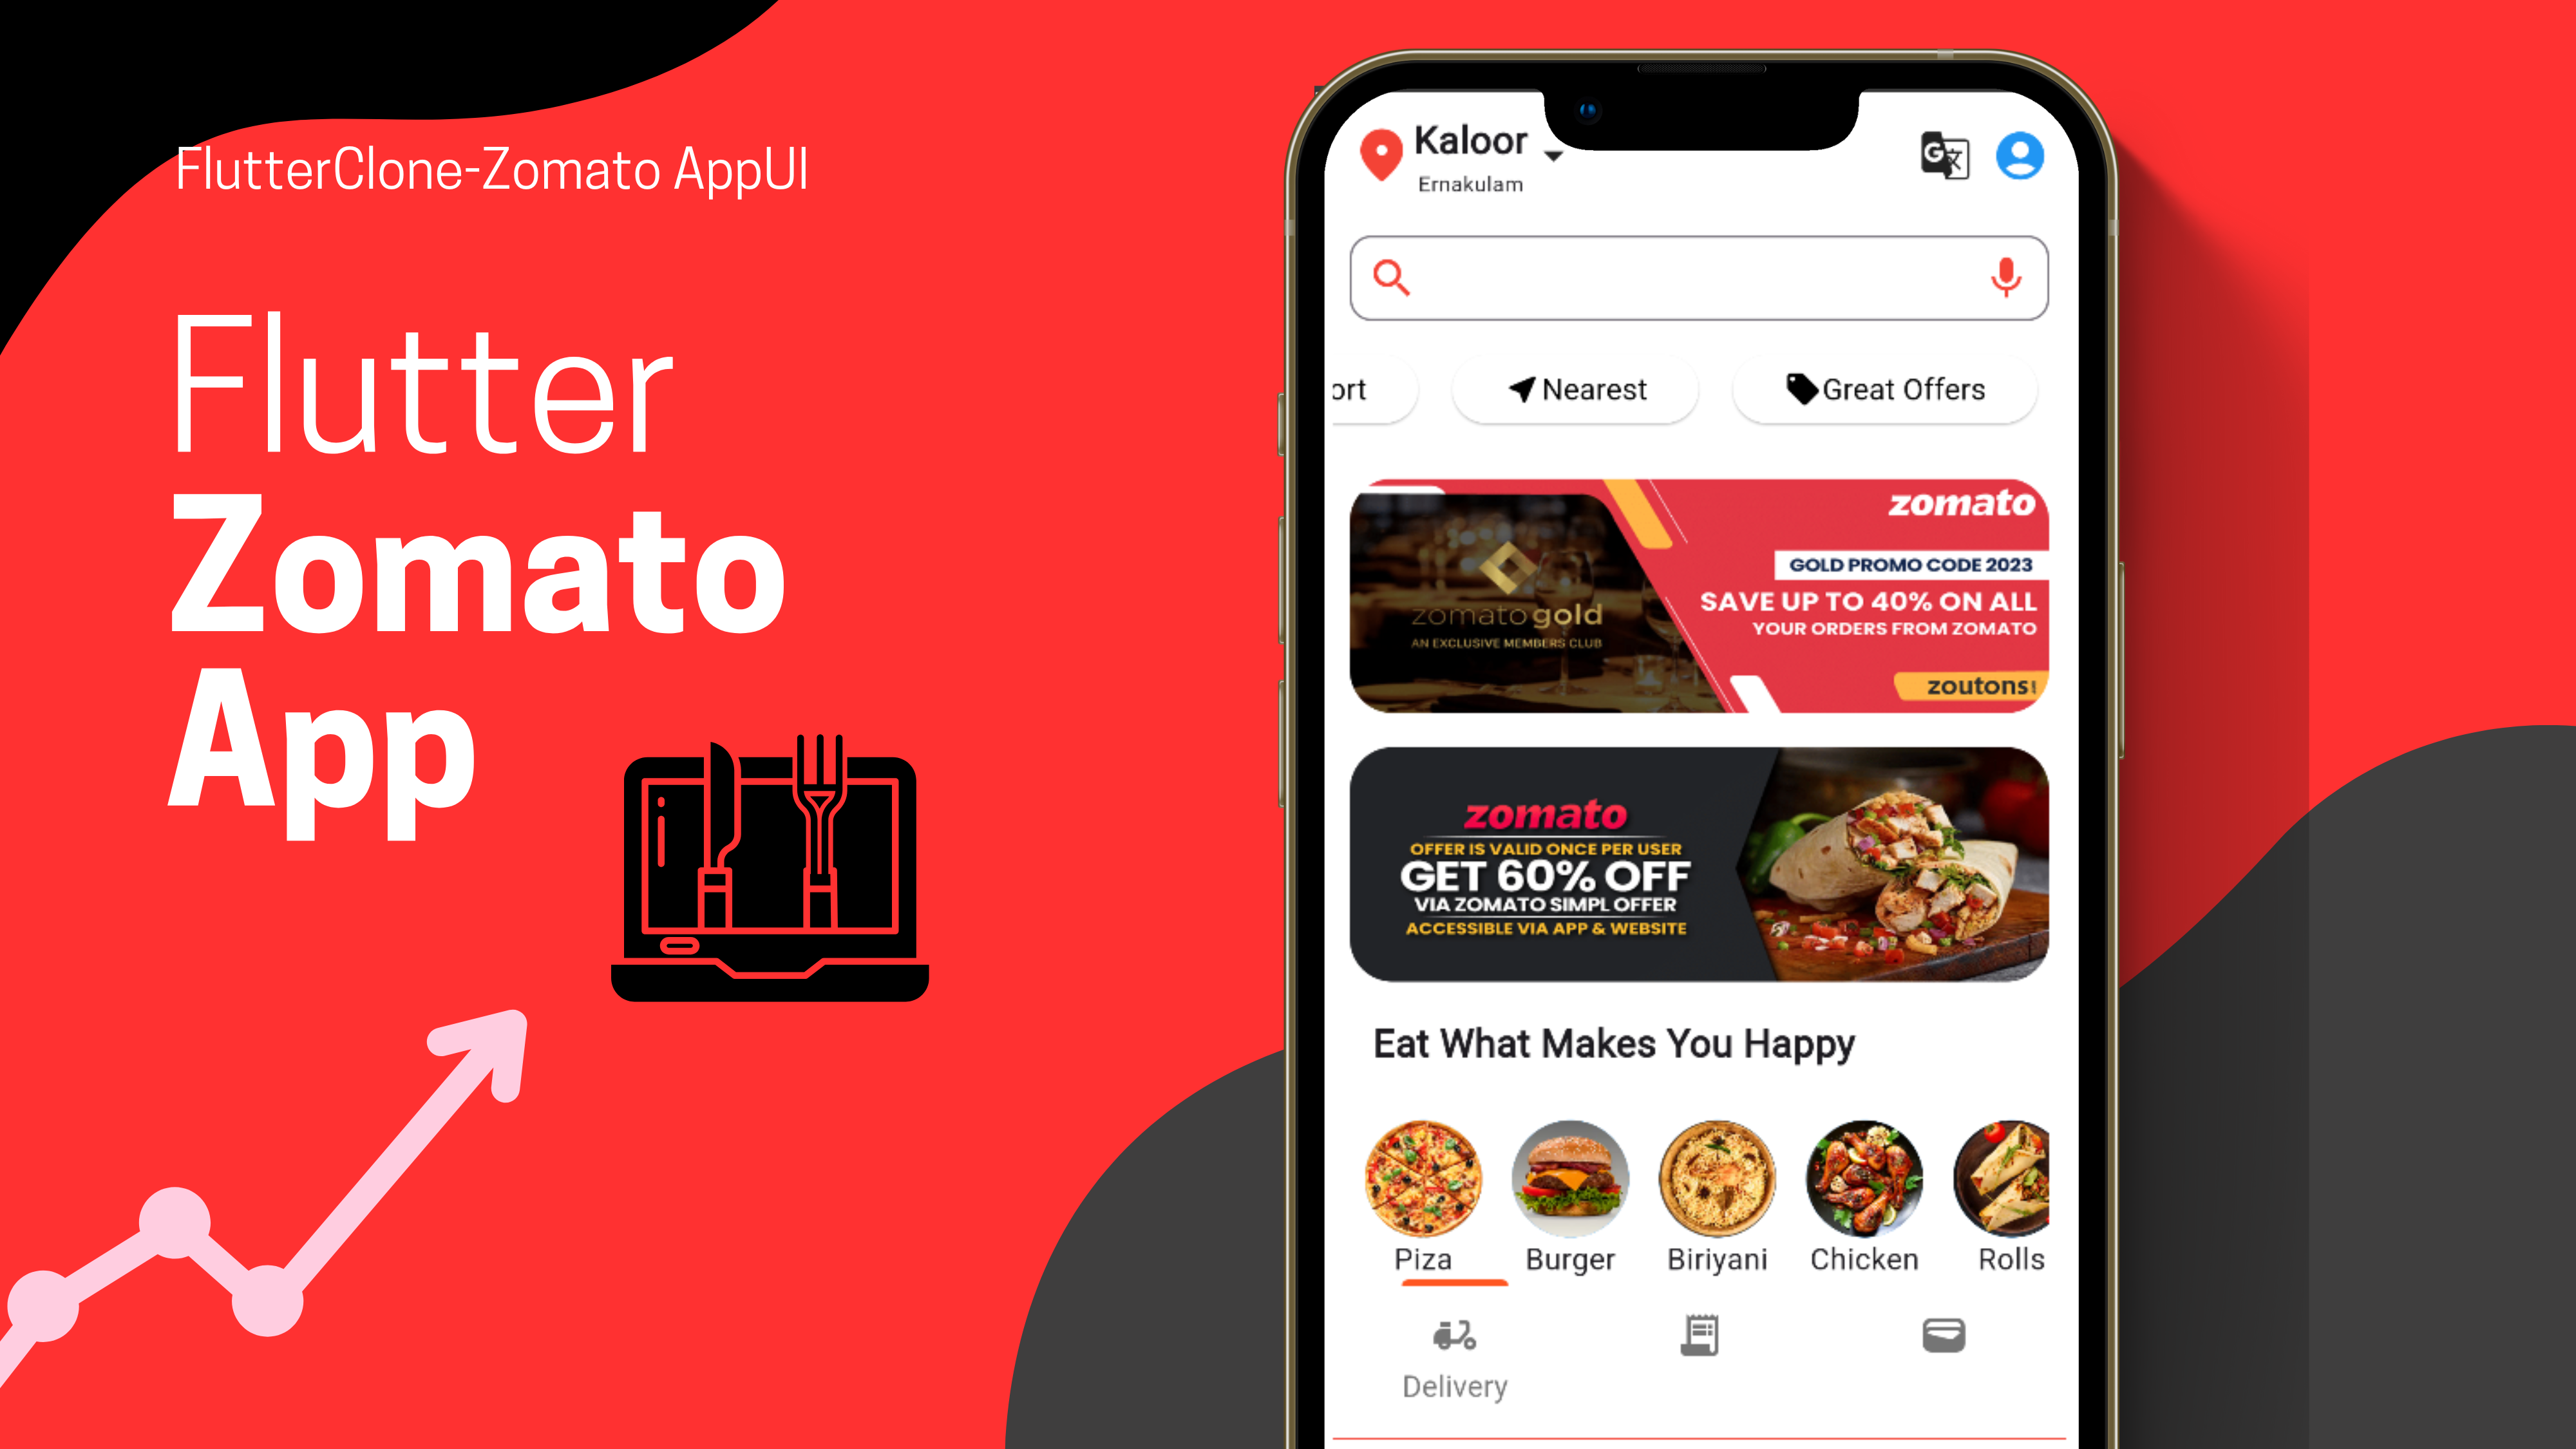 FlutterClone-Zomato AppUI
Flutter
Zomato
App
Kaloor
Ernakulam
G 文
ort
Nearest
Great Offers
zomato
GOLD PROMO CODE 2023
SAVE UP TO 40% ON ALL
YOUR ORDERS FROM ZOMATO
zoutons
zomato gold
AN EXCLUSIVE MEMBERS CLUB
zomato
OFFER IS VALID ONCE PER USER
GET 60% OFF
VIA ZOMATO SIMPL OFFER
ACCESSIBLE VIA APP & WEBSITE
Eat What Makes You Happy
Piza
Burger
Biriyani
Chicken
Rolls
Delivery